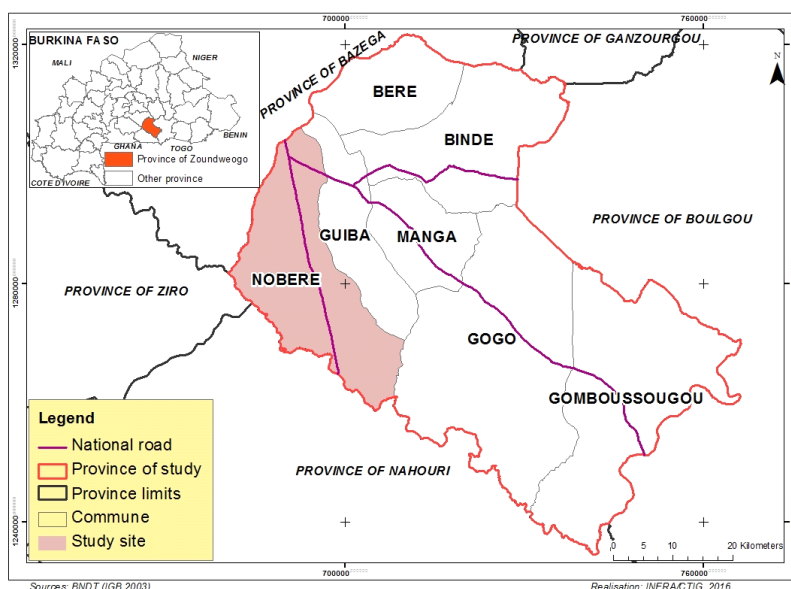 700000
760000
1320000
1280000
1240000
BURKINA FASO
MALI
NIGER
BENIN
GHANA
TOGO
COTE D'IVOIRE
Province of Zoundweogo
Other province
PROVINCE OF BAZEGA
PROVINCE OF GANZOURGOU
N
BERE
BINDE
PROVINCE OF BOULGOU
GUIBA
MANGA
NOBERE
PROVINCE OF ZIRO
GOGO
GOMBOUSSOUGOU
PROVINCE OF NAHOURI
Legend
National road
Province of study
Province limits
Commune
Study site
0 5 10 20 Kilometers
700000
760000
Sources: BNDT (IGB 2003)
Realisation: INERA/CTIG, 2016